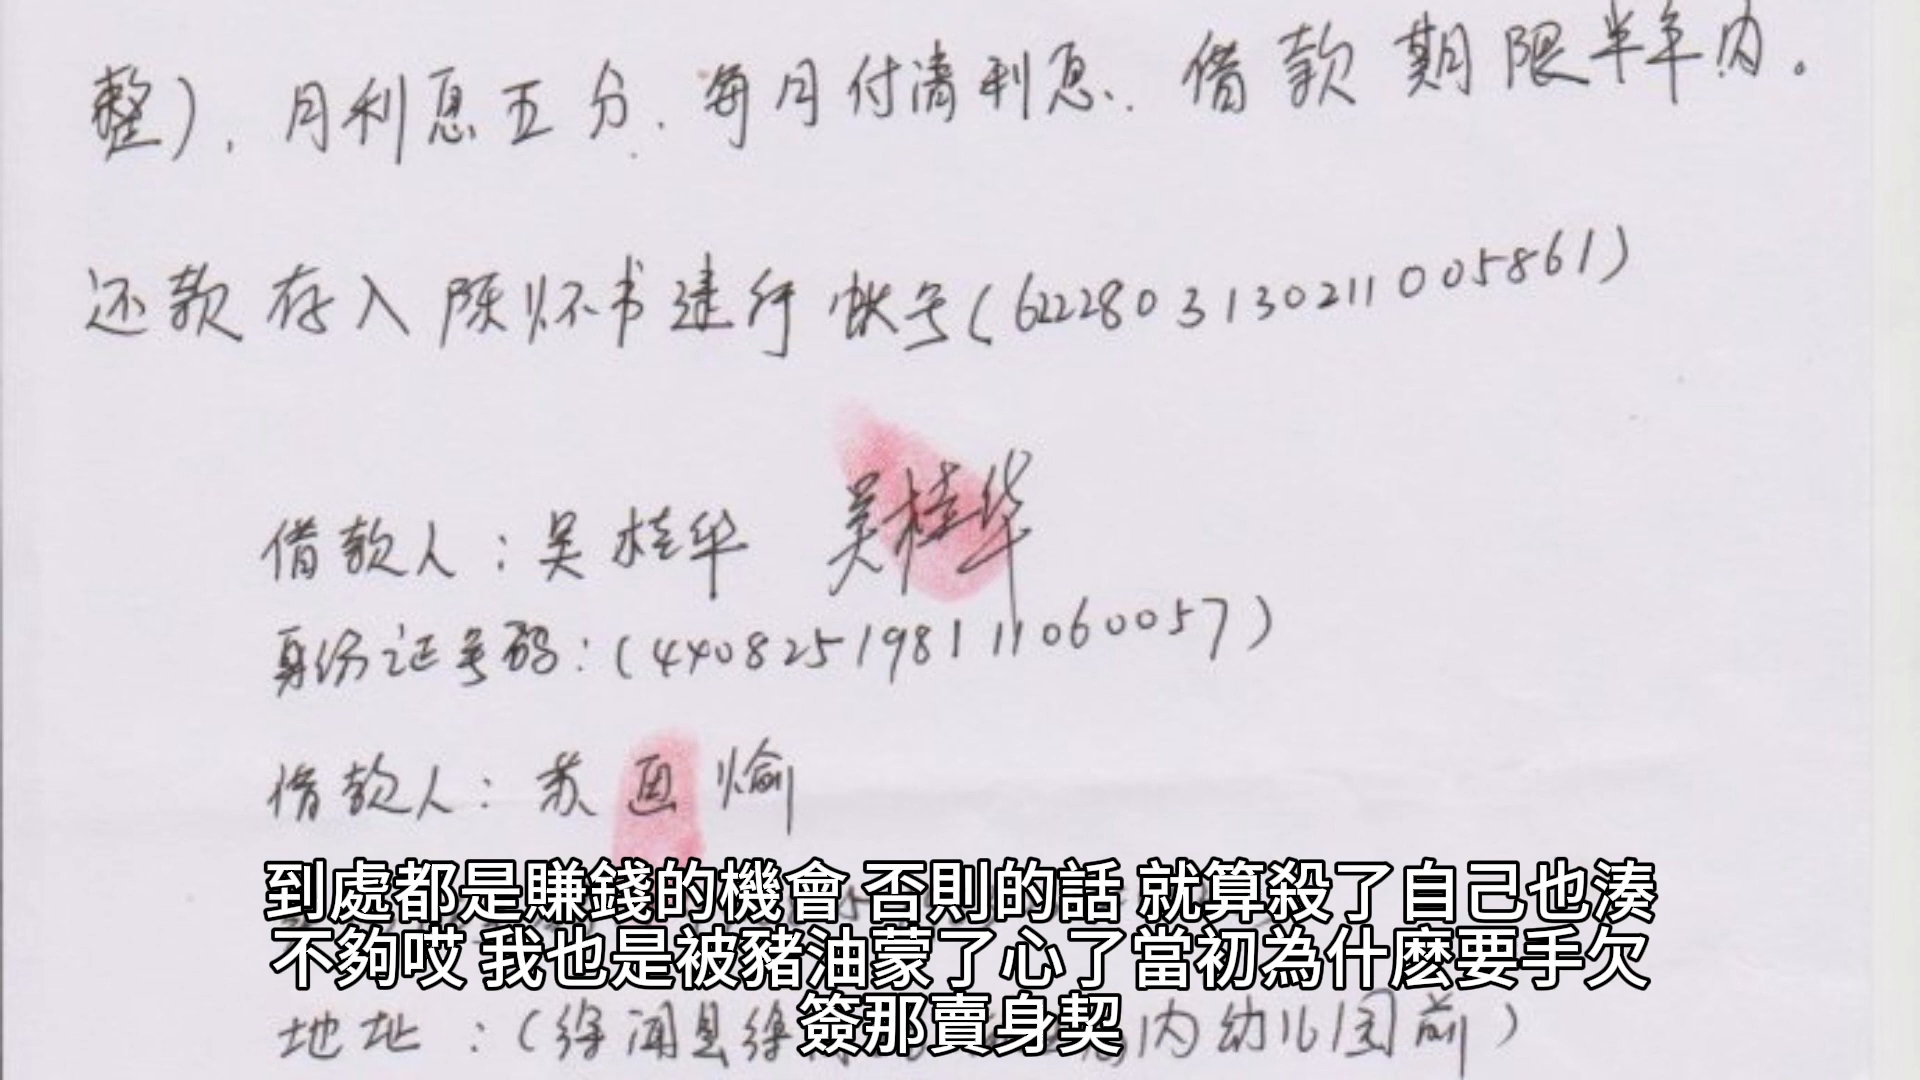 整)，月利息五分，每月付清利息，借款期限半年内。
还款存入陈怀书建行帐号(6222803130211005861)
借款人：吴桂华 吴桂华
身份证号码：(440825198111060057)
借款人：苏
到處都是賺錢的機會 否則的話 就算殺了自己也湊
不夠哎 我也是被豬油蒙了心了當初為什麽要手欠
簽那賣身契
地址：(徐闻县徐 内幼儿园前)